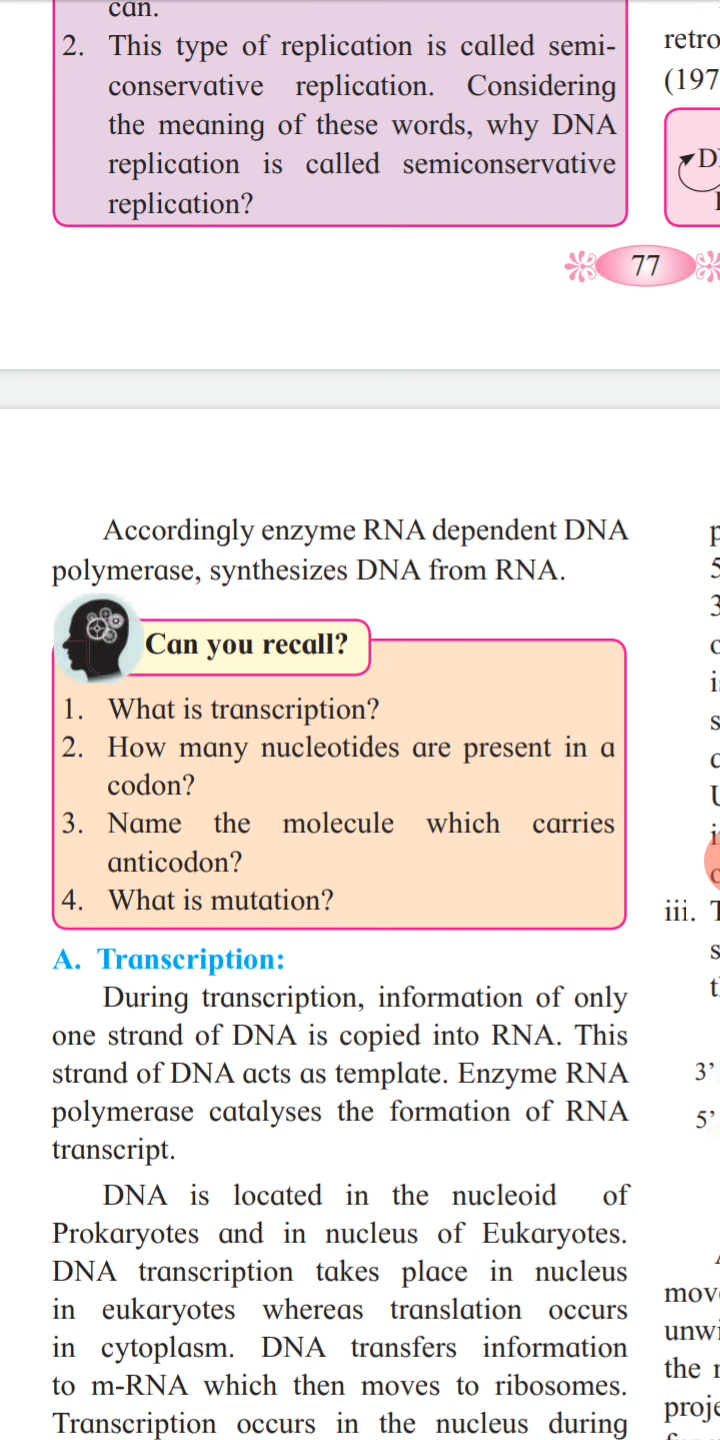 can.
2. This type of replication is called semi-
conservative replication. Considering
the meaning of these words, why DNA
replication is called semiconservative
replication?
retro
(197
77
Accordingly enzyme RNA dependent DNA
polymerase, synthesizes DNA from RNA.
Can you recall?
1. What is transcription?
2. How many nucleotides are present in a
codon?
3. Name the molecule which carries
anticodon?
4. What is mutation?
A. Transcription:
During transcription, information of only
one strand of DNA is copied into RNA. This
strand of DNA acts as template. Enzyme RNA
polymerase catalyses the formation of RNA
transcript.
DNA is located in the nucleoid of
Prokaryotes and in nucleus of Eukaryotes.
DNA transcription takes place in nucleus
in eukaryotes whereas translation occurs
in cytoplasm. DNA transfers information
to m-RNA which then moves to ribosomes.
Transcription occurs in the nucleus during
iii.
3’
5’
mov
unwi
the
proje